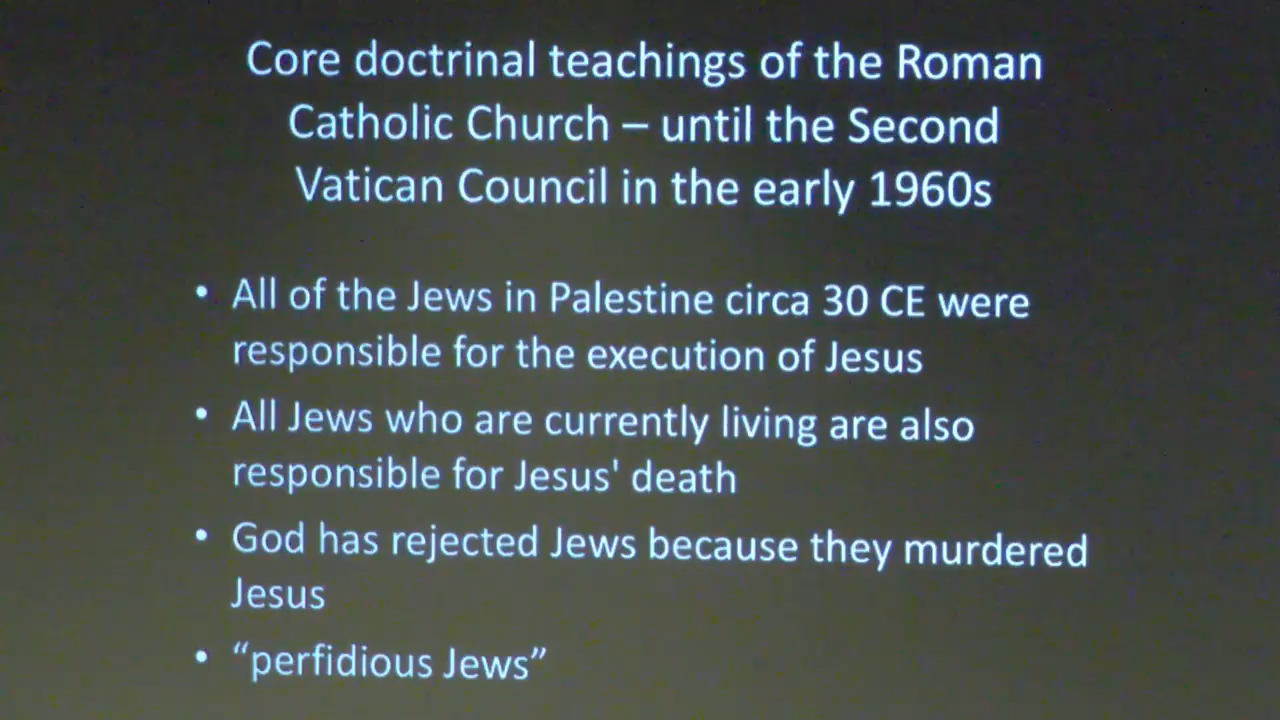 Core doctrinal teachings of the Roman
Catholic Church – until the Second
Vatican Council in the early 1960s
• All of the Jews in Palestine circa 30 CE were
responsible for the execution of Jesus
• All Jews who are currently living are also
responsible for Jesus' death
• God has rejected Jews because they murdered
Jesus
• “perfidious Jews”